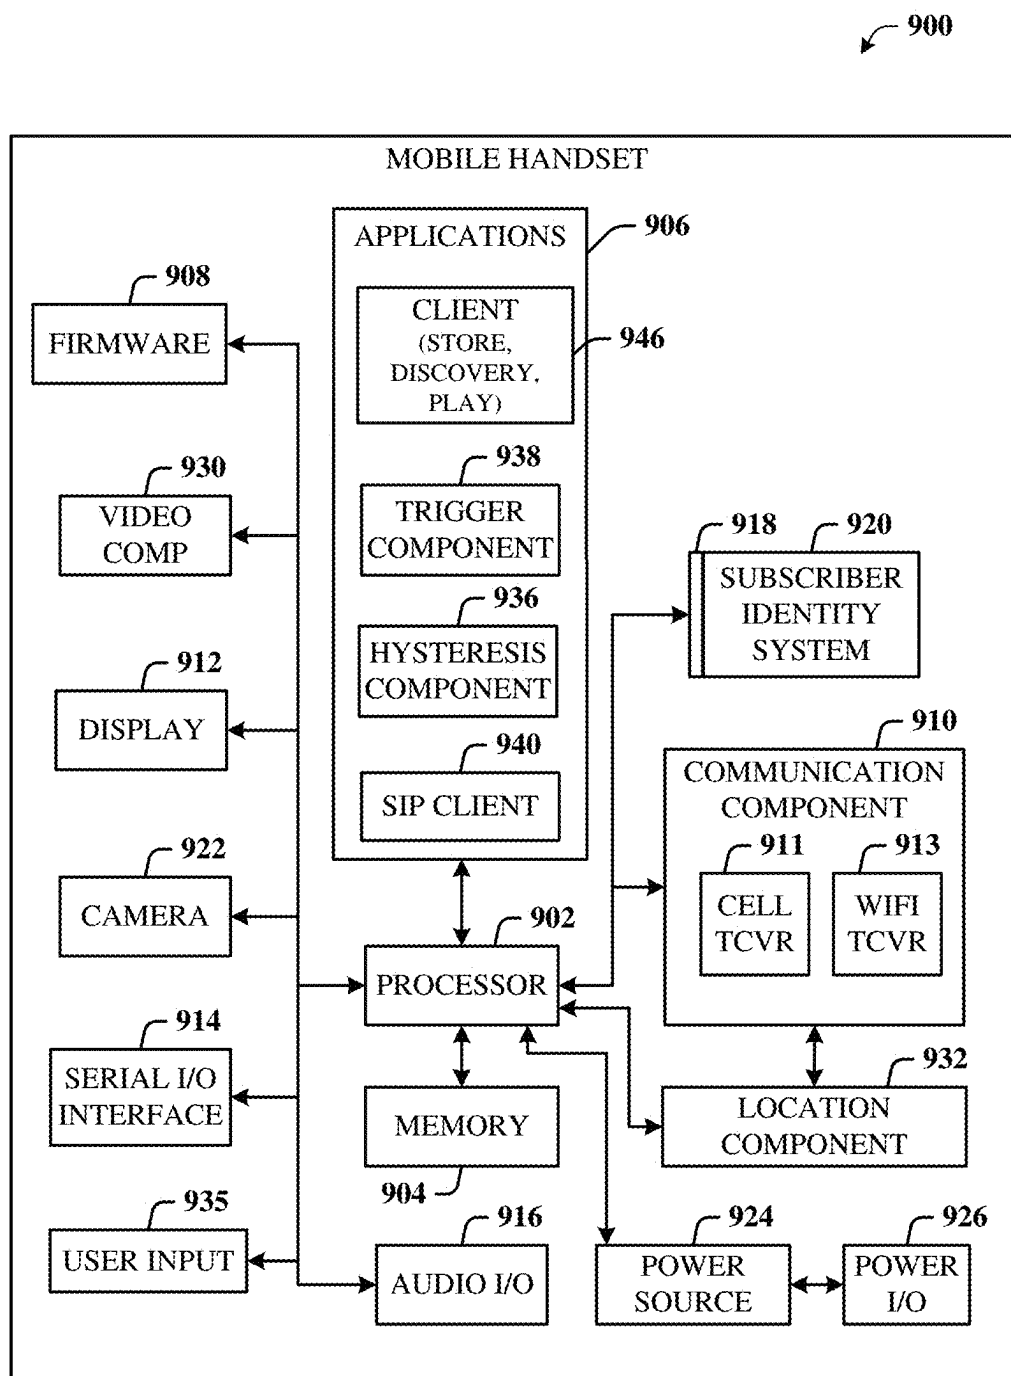 900
MOBILE HANDSET
APPLICATIONS
906
CLIENT
(STORE,
DISCOVERY,
PLAY)
946
908
FIRMWARE
938
TRIGGER
COMPONENT
930
VIDEO
COMP
918
920
SUBSCRIBER
IDENTITY
SYSTEM
936
HYSTERESIS
COMPONENT
912
DISPLAY
940
SIP CLIENT
910
COMMUNICATION
COMPONENT
911
CELL
TCVR
913
WIFI
TCVR
922
CAMERA
902
PROCESSOR
914
SERIAL I/O
INTERFACE
MEMORY
904
932
LOCATION
COMPONENT
935
USER INPUT
916
AUDIO I/O
924
POWER
SOURCE
926
POWER
I/O